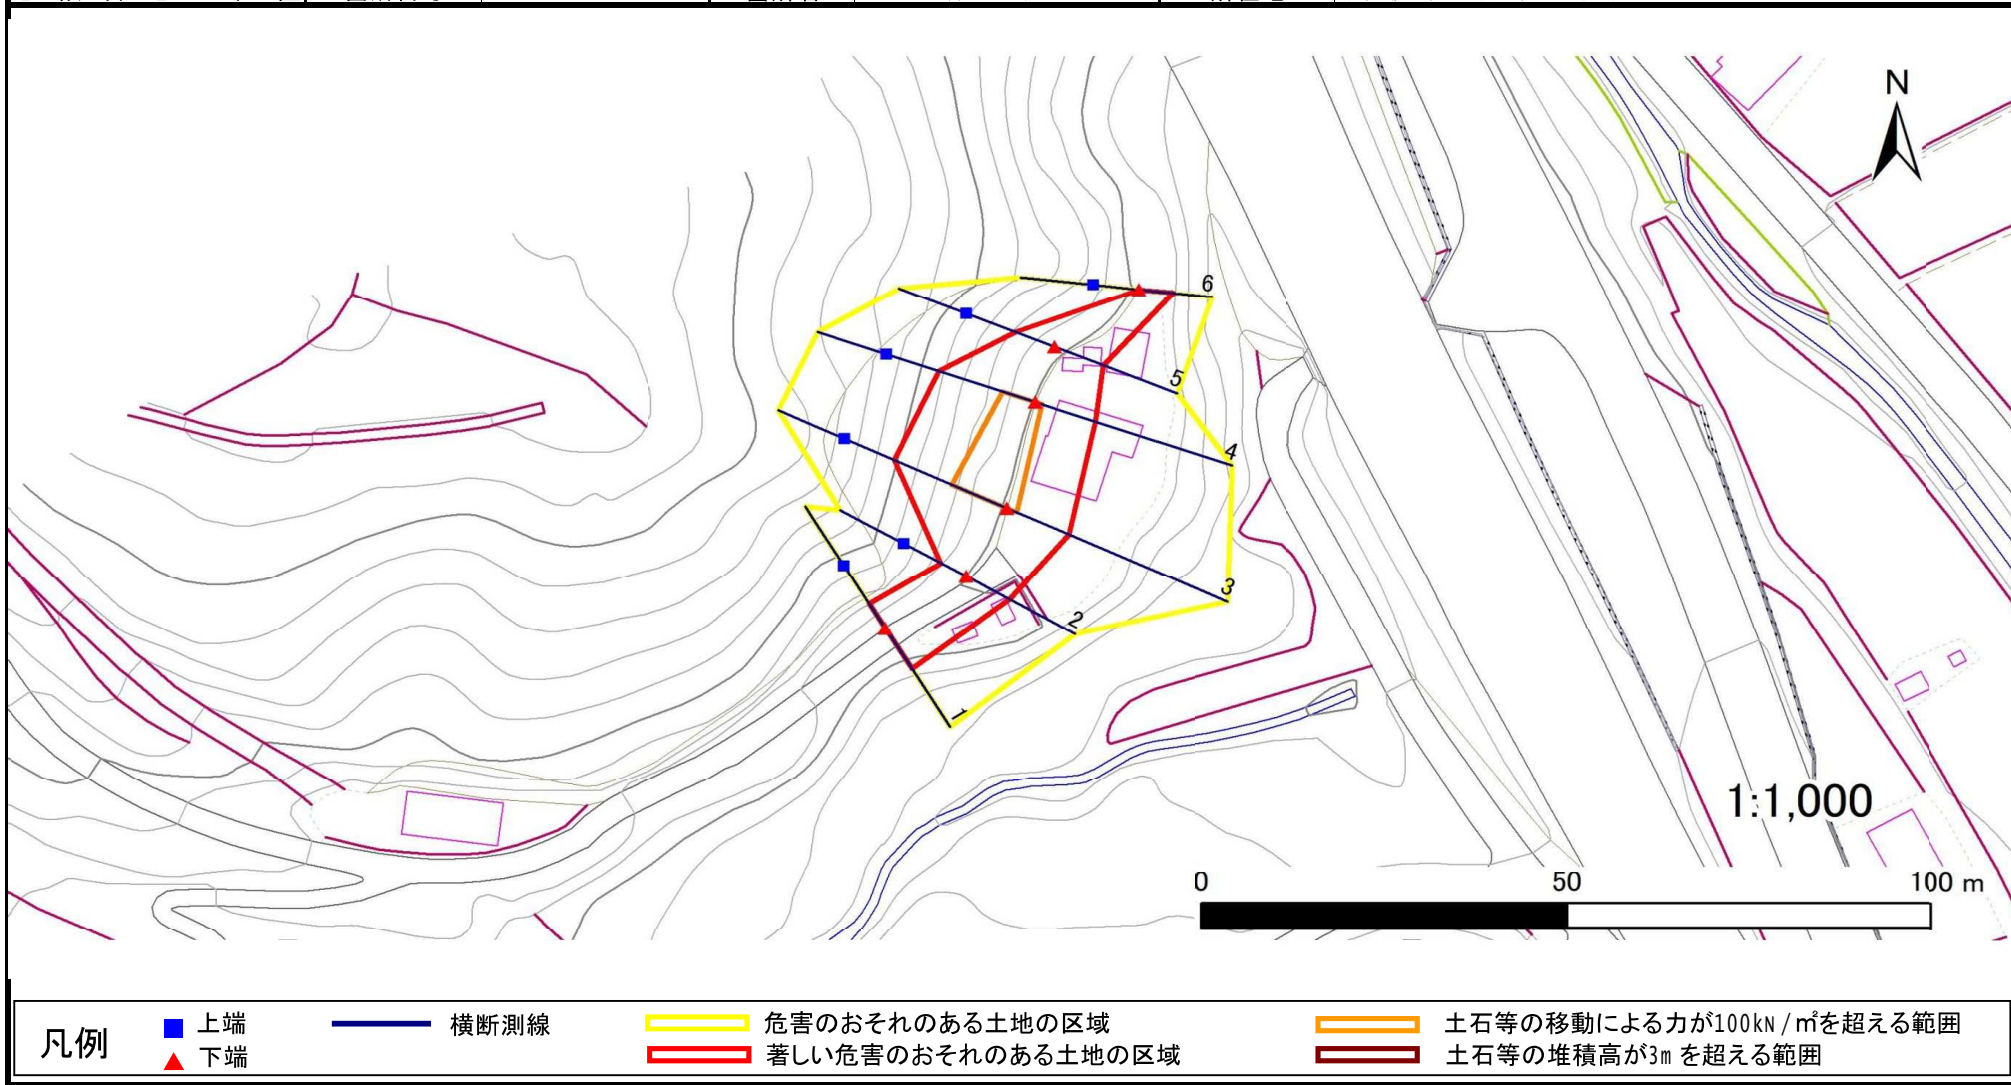 N
6
5
4
3
2
1
1:1,000
0 50 100 m
凡例
上端 横断測線 危害のおそれのある土地の区域 土石等の移動による力が100kN/㎡を超える範囲
下端 著しい危害のおそれのある土地の区域 土石等の堆積高が3mを超える範囲